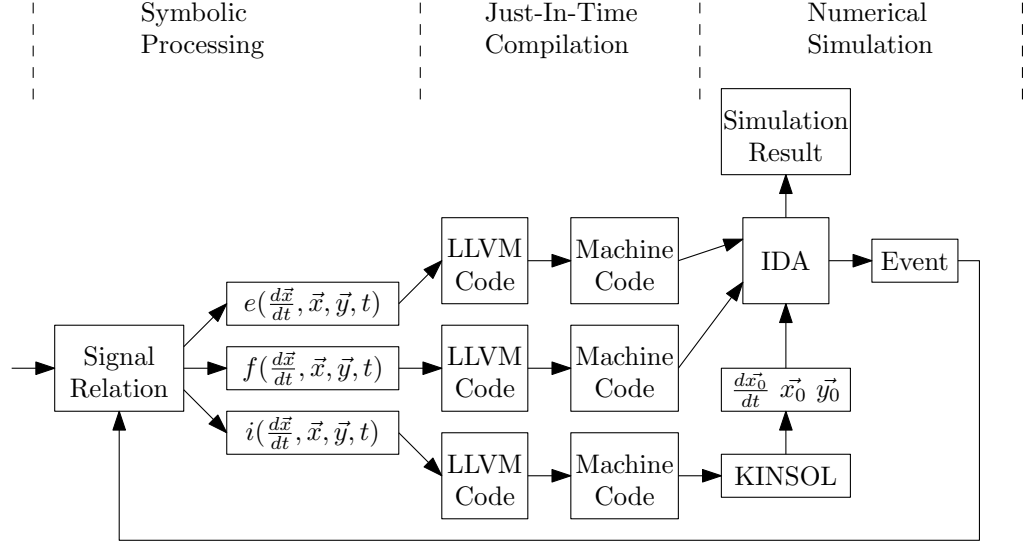 Symbolic
Processing
Just-In-Time
Compilation
Numerical
Simulation
Simulation
Result
LLVM
Code
Machine
Code
IDA
Event
e(dx⃗/dt, x⃗, y⃗, t)
Signal
Relation
f(dx⃗/dt, x⃗, y⃗, t)
LLVM
Code
Machine
Code
dx⃗₀/dt x⃗₀ y⃗₀
i(dx⃗/dt, x⃗, y⃗, t)
LLVM
Code
Machine
Code
KINSOL